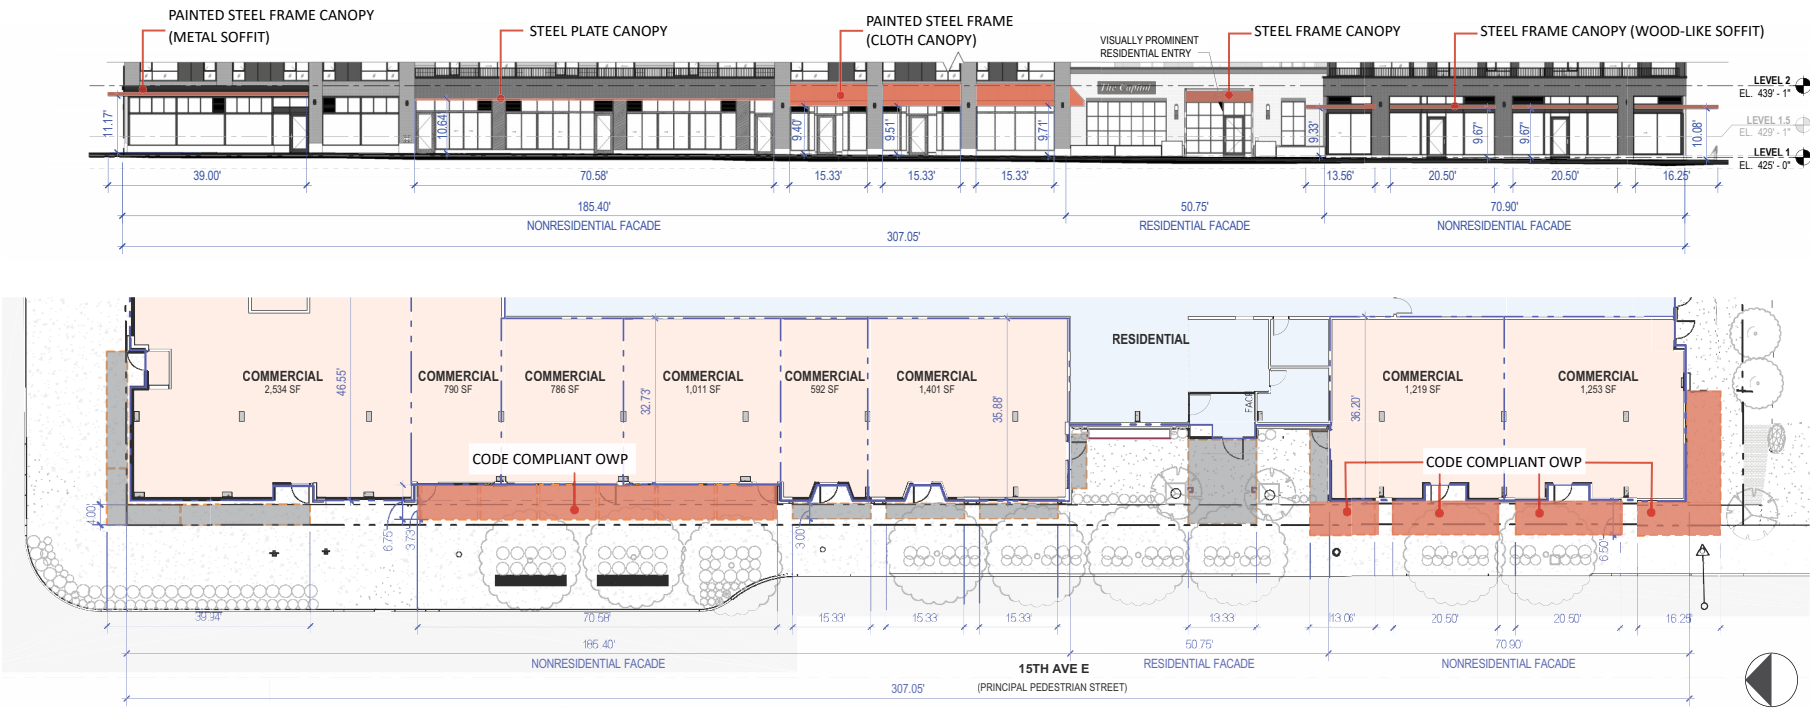 PAINTED STEEL FRAME CANOPY
(METAL SOFFIT)
STEEL PLATE CANOPY
PAINTED STEEL FRAME
(CLOTH CANOPY)
VISUALLY PROMINENT
RESIDENTIAL ENTRY
STEEL FRAME CANOPY
STEEL FRAME CANOPY (WOOD-LIKE SOFFIT)
The Capitol
LEVEL 2
EL. 439' - 1"
LEVEL 1.5
EL. 429' - 1"
LEVEL 1
EL. 425' - 0"
11.17'
10.64'
9.40'
9.51'
9.71'
9.33'
9.67'
9.67'
10.08'
39.00'
70.58'
15.33'
15.33'
15.33'
13.56'
20.50'
20.50'
16.25'
185.40'
50.75'
70.90'
NONRESIDENTIAL FACADE
RESIDENTIAL FACADE
NONRESIDENTIAL FACADE
307.05'
RESIDENTIAL
COMMERCIAL
2,534 SF
COMMERCIAL
790 SF
COMMERCIAL
786 SF
COMMERCIAL
1,011 SF
COMMERCIAL
592 SF
COMMERCIAL
1,401 SF
COMMERCIAL
1,219 SF
COMMERCIAL
1,253 SF
46.55'
32.73'
35.88'
36.20'
FACE
CODE COMPLIANT OWP
CODE COMPLIANT OWP
4.00'
6.75'
3.73'
3.00'
6.50'
39.94'
70.58'
15.33'
15.33'
15.33'
13.33'
13.06'
20.50'
20.50'
16.25'
185.40'
50.75'
70.90'
NONRESIDENTIAL FACADE
RESIDENTIAL FACADE
NONRESIDENTIAL FACADE
15TH AVE E
(PRINCIPAL PEDESTRIAN STREET)
307.05'